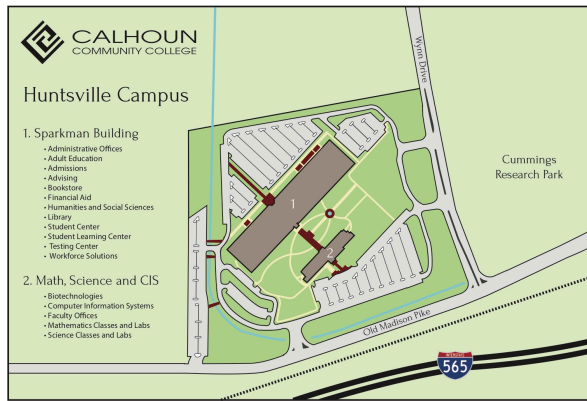 CALHOUN
COMMUNITY COLLEGE
Huntsville Campus
1. Sparkman Building
• Administrative Offices
• Adult Education
• Admissions
• Advising
• Bookstore
• Financial Aid
• Humanities and Social Sciences
• Library
• Student Center
• Student Learning Center
• Testing Center
• Workforce Solutions
2. Math, Science and CIS
• Biotechnologies
• Computer Information Systems
• Faculty Offices
• Mathematics Classes and Labs
• Science Classes and Labs
Wynn Drive
Cummings
Research Park
1
2
Old Madison Pike
INTERSTATE
565